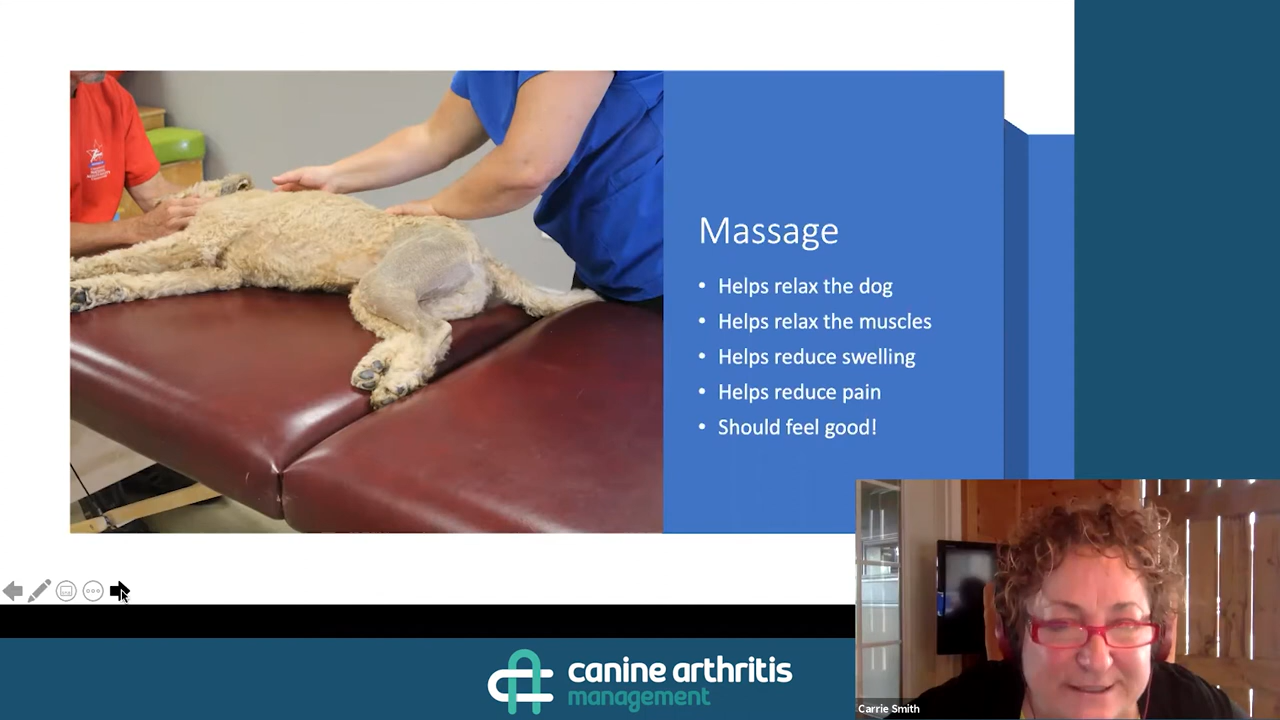 Massage
• Helps relax the dog
• Helps relax the muscles
• Helps reduce swelling
• Helps reduce pain
• Should feel good!
canine arthritis
management
Carrie Smith